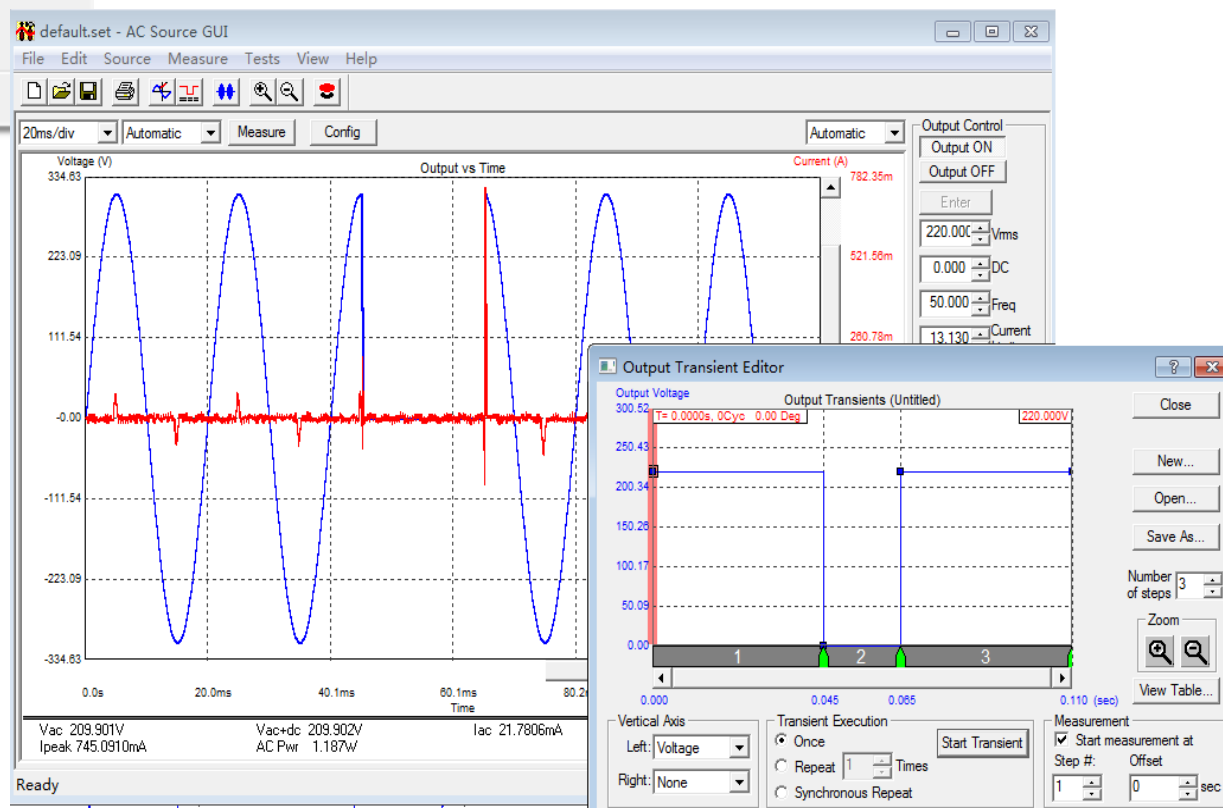 default.set - AC Source GUI
File Edit Source Measure Tests View Help
20ms/div Automatic Measure Config Automatic
Output Control
Output ON
Output OFF
Enter
220.000 Vrms
0.000 DC
50.000 Freq
13.130 Current
Voltage (V) Output vs Time Current (A)
334.63 782.35m
223.09 521.56m
111.54 260.78m
-0.00
-111.54
-223.09
-334.63
0.0s 20.0ms 40.1ms 60.1ms 80.2
Time
Vac 209.901V Vac+dc 209.902V Iac 21.7806mA
Ipeak 745.0910mA AC Pwr 1.187W
Ready
Output Transient Editor
Output Voltage Output Transients (Untitled)
300.52 T= 0.0000s, 0Cyc 0.00 Deg 220.000V
250.43
200.34
150.26
100.17
50.09
0.00
1 2 3
0.000 0.045 0.065 0.110 (sec)
Close
New...
Open...
Save As...
Number of steps 3
Zoom
View Table...
Vertical Axis
Left: Voltage
Right: None
Transient Execution
Once
Repeat 1 Times
Synchronous Repeat
Start Transient
Measurement
Start measurement at
Step #: Offset
1 0 sec